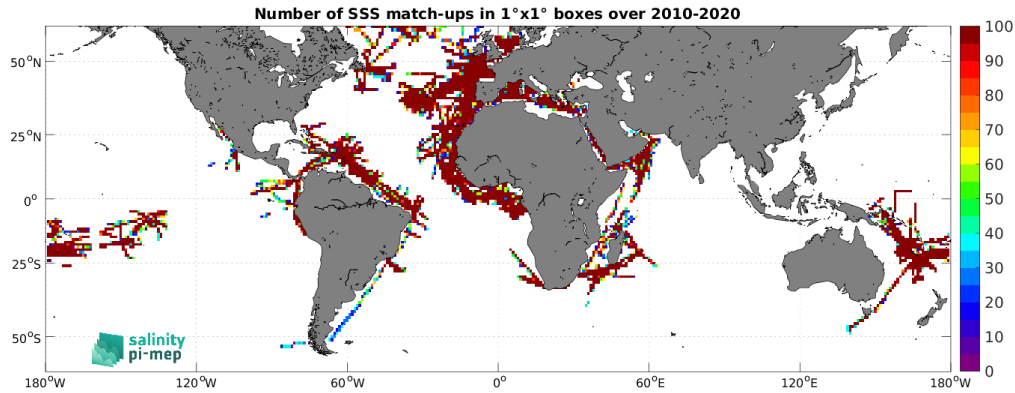 Number of SSS match-ups in 1°x1° boxes over 2010-2020
100
90
80
70
60
50
40
30
20
10
0
50°N
25°N
0°
25°S
50°S
salinity
pi-mep
180°W 120°W 60°W 0° 60°E 120°E 180°W